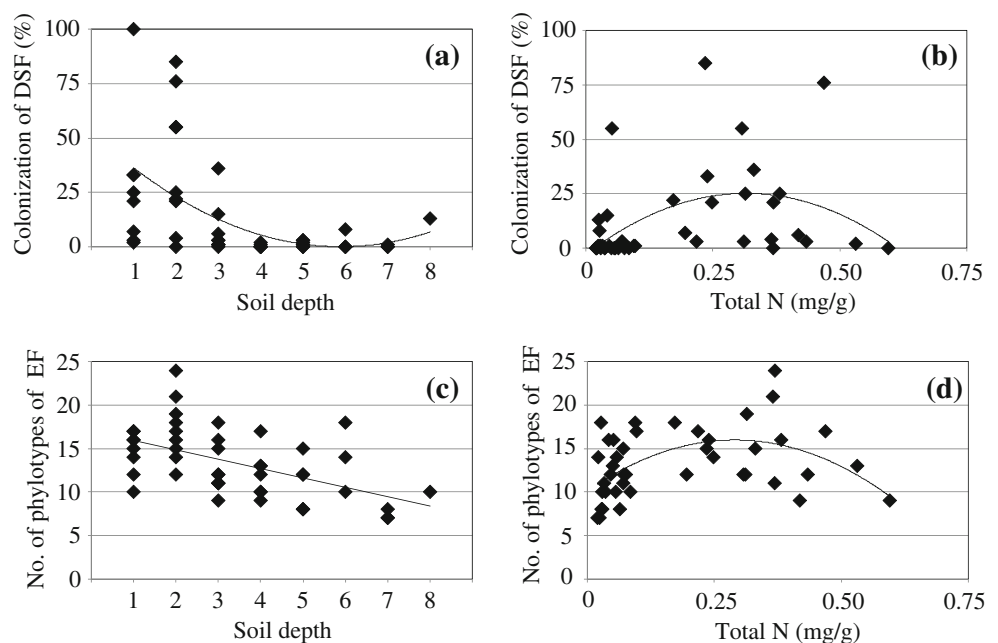 Colonization of DSF (%)
100
75
50
25
0
(a)
1 2 3 4 5 6 7 8
Soil depth
Colonization of DSF (%)
100
75
50
25
0
(b)
0 0.25 0.50 0.75
Total N (mg/g)
No. of phylotypes of EF
25
20
15
10
5
0
(c)
1 2 3 4 5 6 7 8
Soil depth
No. of phylotypes of EF
25
20
15
10
5
0
(d)
0 0.25 0.50 0.75
Total N (mg/g)